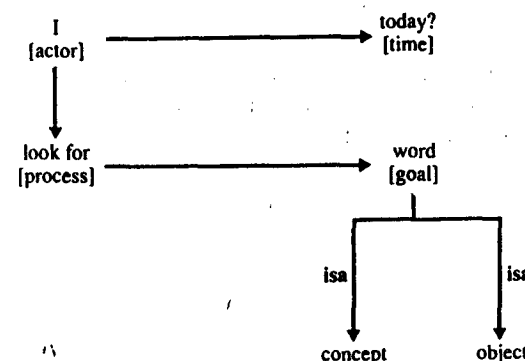 I today?
[actor] [time]
look for word
[process] [goal]
isa isa
concept object